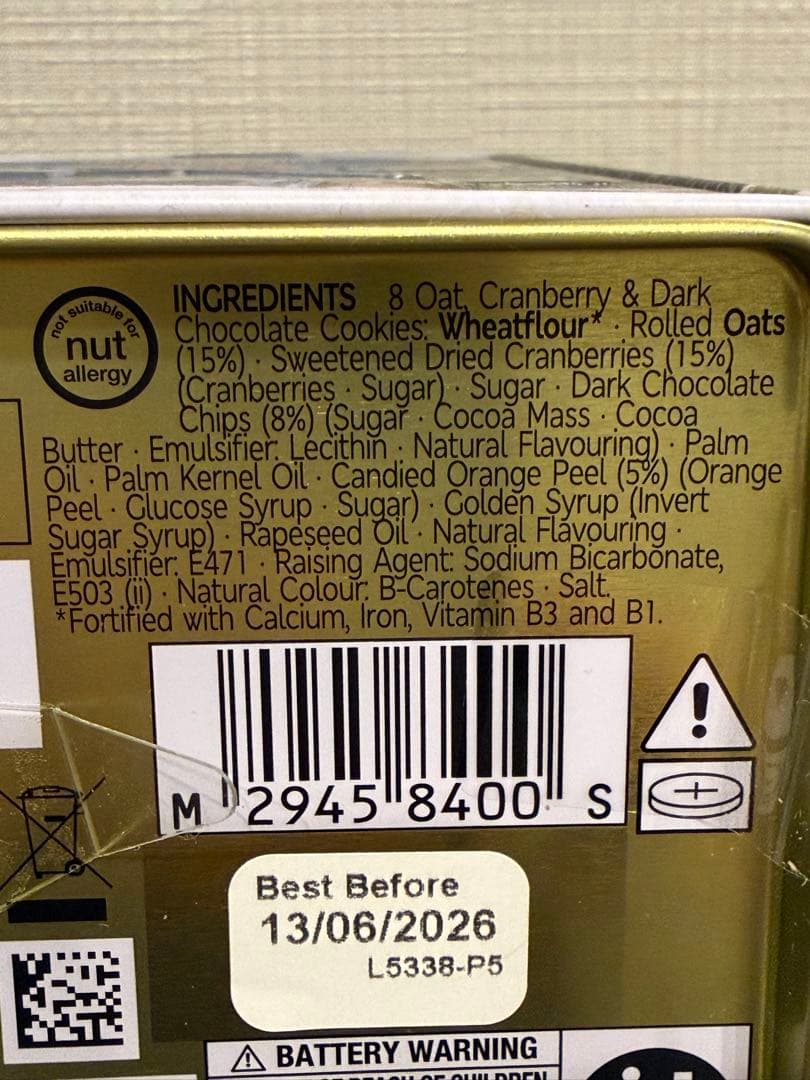 not suitable for
nut
allergy
INGREDIENTS 8 Oat, Cranberry & Dark
Chocolate Cookies: Wheatflour* · Rolled Oats
(15%) · Sweetened Dried Cranberries (15%)
(Cranberries · Sugar) · Sugar · Dark Chocolate
Chips (8%) (Sugar · Cocoa Mass · Cocoa
Butter · Emulsifier: Lecithin · Natural Flavouring) · Palm
Oil · Palm Kernel Oil · Candied Orange Peel (5%) (Orange
Peel · Glucose Syrup · Sugar) · Golden Syrup (Invert
Sugar Syrup) · Rapeseed Oil · Natural Flavouring ·
Emulsifier: E471 · Raising Agent: Sodium Bicarbonate,
E503 (ii) · Natural Colour: B-Carotenes · Salt.
*Fortified with Calcium, Iron, Vitamin B3 and B1.
M 2945 8400 S
Best Before
13/06/2026
L5338-P5
BATTERY WARNING
REACH OF CHILDREN